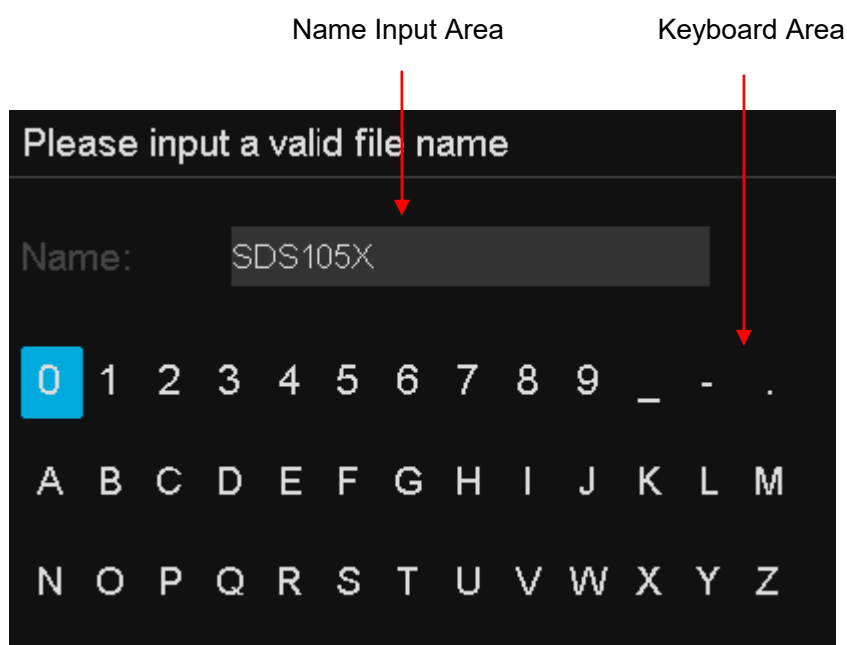 Name Input Area Keyboard Area
Please input a valid file name
Name: SDS105X
0 1 2 3 4 5 6 7 8 9 _ - .
A B C D E F G H I J K L M
N O P Q R S T U V W X Y Z